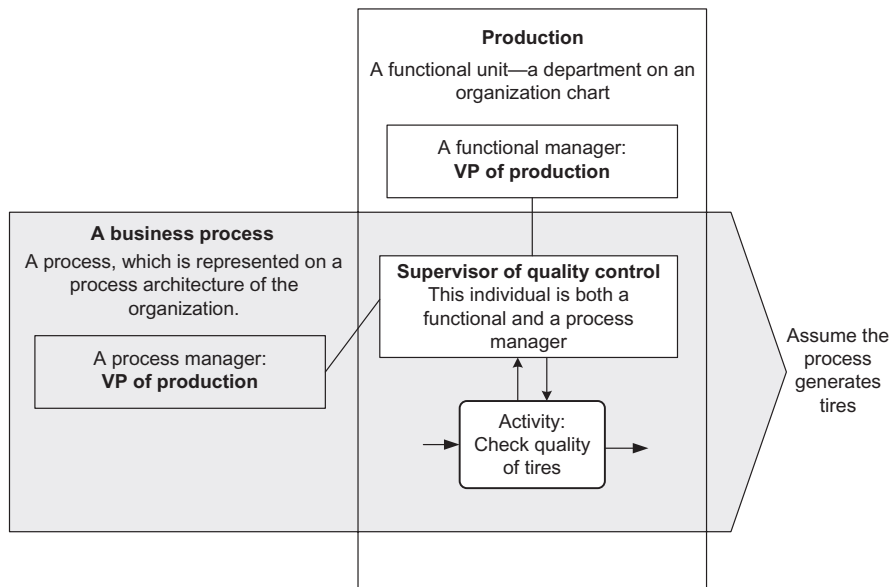 Production
A functional unit—a department on an
organization chart
A functional manager:
VP of production
A business process
A process, which is represented on a
process architecture of the
organization.
A process manager:
VP of production
Supervisor of quality control
This individual is both a
functional and a process
manager
Activity:
Check quality
of tires
Assume the
process
generates
tires